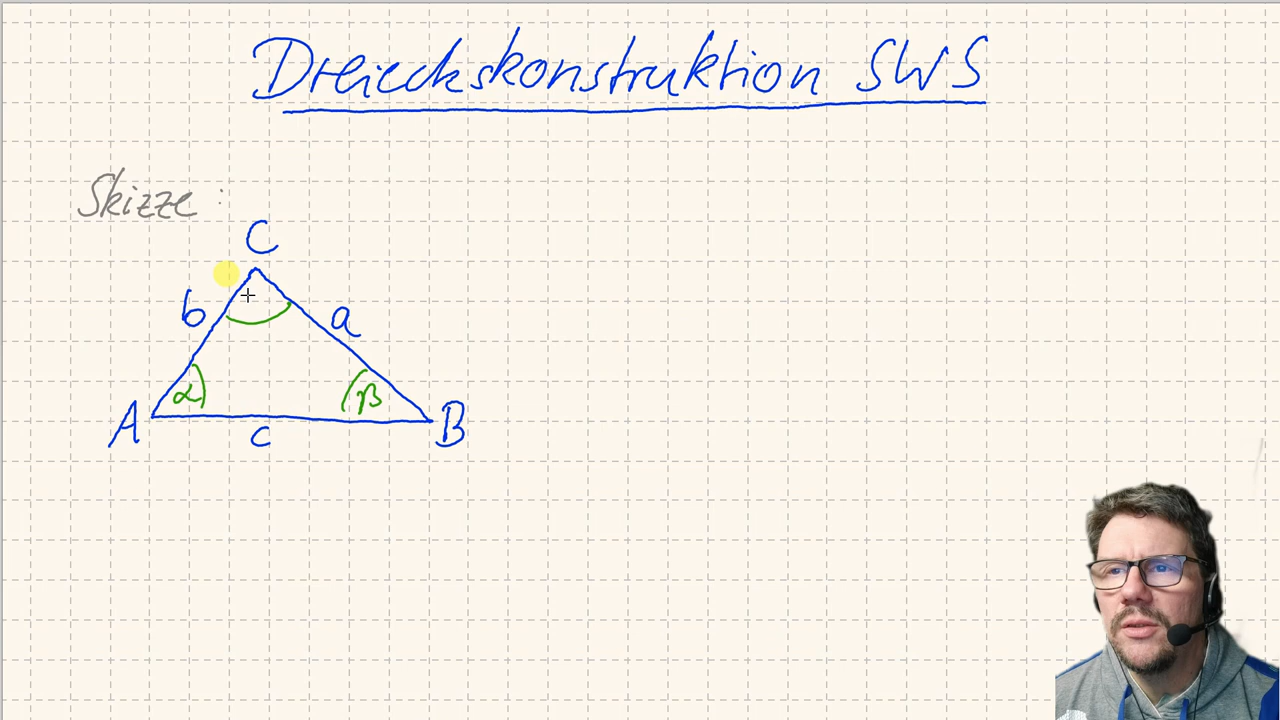 Dreieckskonstruktion SWS
Skizze :
C
b a
α β
A c B